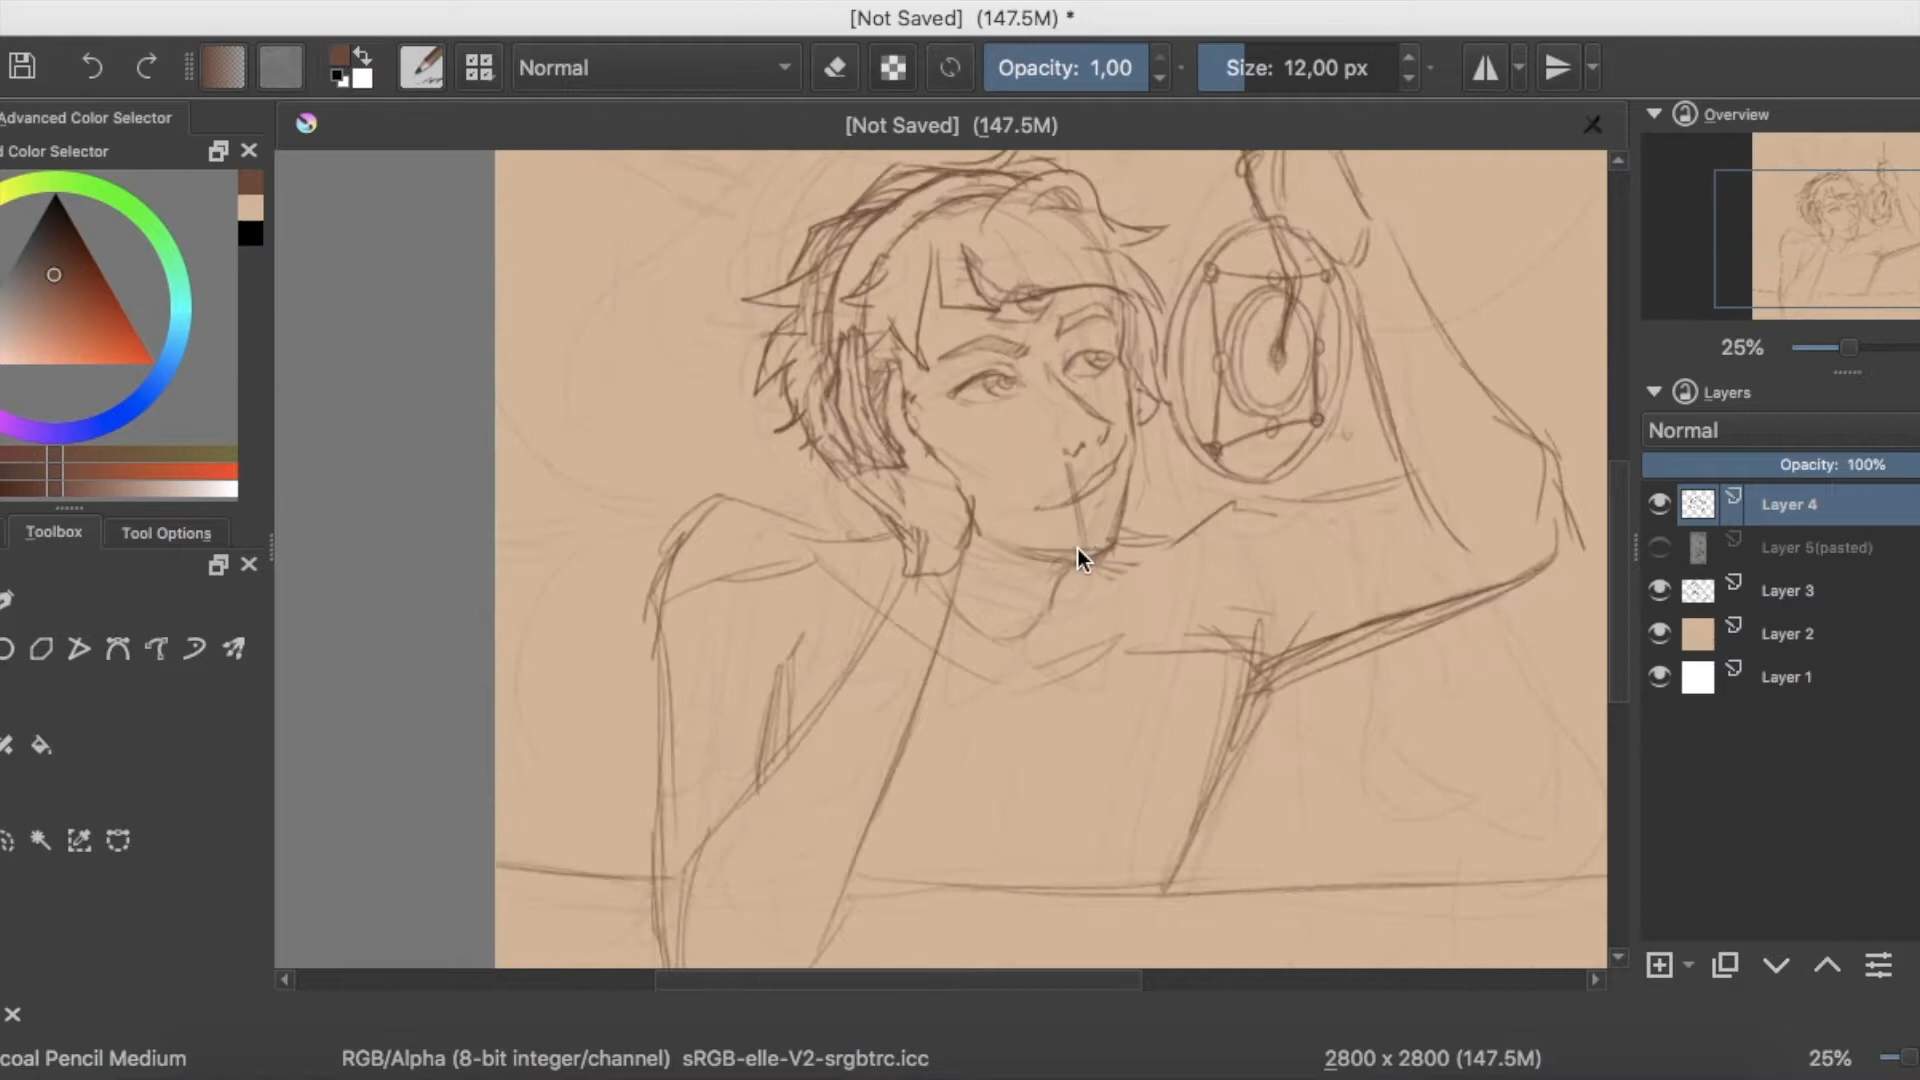 [Not Saved] (147.5M) *
Normal
Opacity: 1,00
Size: 12,00 px
Advanced Color Selector
[Not Saved] (147.5M)
Overview
d Color Selector
25%
Layers
Normal
Opacity: 100%
Layer 4
Toolbox
Tool Options
Layer 5(pasted)
Layer 3
Layer 2
Layer 1
coal Pencil Medium
RGB/Alpha (8-bit integer/channel) sRGB-elle-V2-srgbtrc.icc
2800 x 2800 (147.5M)
25%